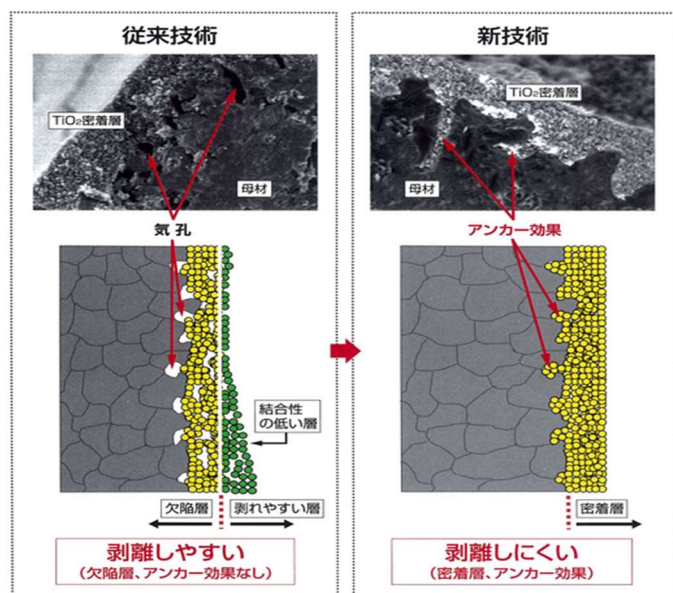 従来技術
TiO₂密着層
母材
気孔
結合性
の低い層
欠陥層
剥れやすい層
剥離しやすい
(欠陥層、アンカー効果なし)
新技術
TiO₂密着層
母材
アンカー効果
密着層
剥離しにくい
(密着層、アンカー効果)